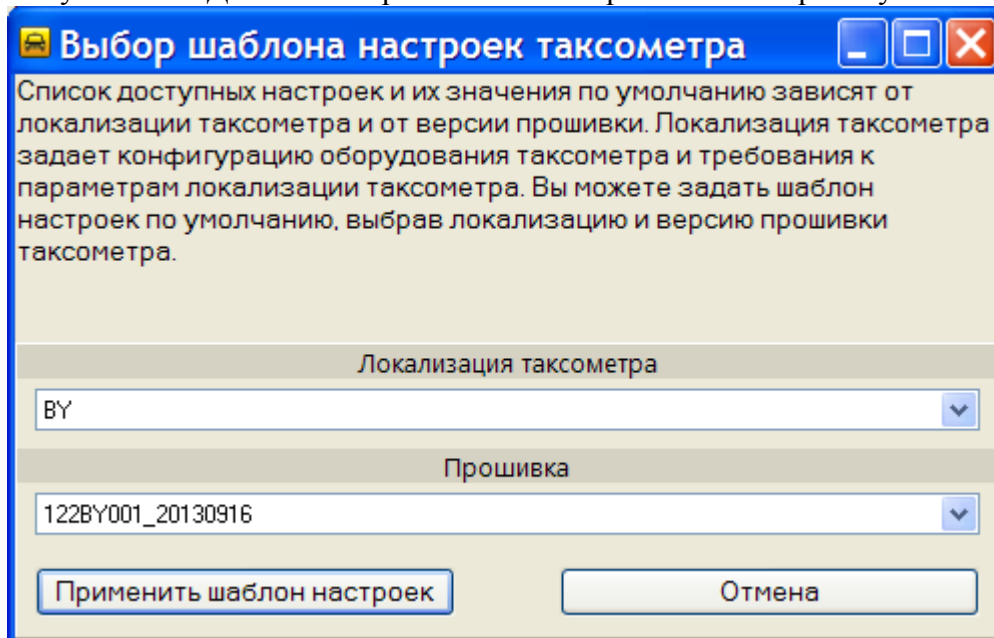 Выбор шаблона настроек таксометра
Список доступных настроек и их значения по умолчанию зависят от
локализации таксометра и от версии прошивки. Локализация таксометра
задает конфигурацию оборудования таксометра и требования к
параметрам локализации таксометра. Вы можете задать шаблон
настроек по умолчанию, выбрав локализацию и версию прошивки
таксометра.
Локализация таксометра
BY
Прошивка
122BY001_20130916
Применить шаблон настроек
Отмена